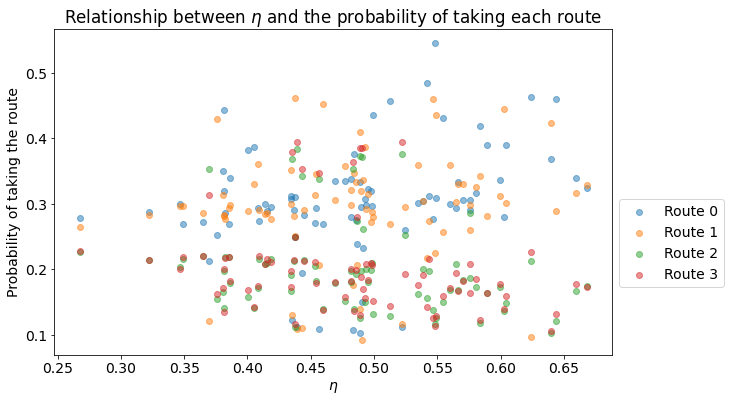 Relationship between η and the probability of taking each route
Probability of taking the route
0.5
0.4
0.3
0.2
0.1
0.25 0.30 0.35 0.40 0.45 0.50 0.55 0.60 0.65
η
Route 0
Route 1
Route 2
Route 3